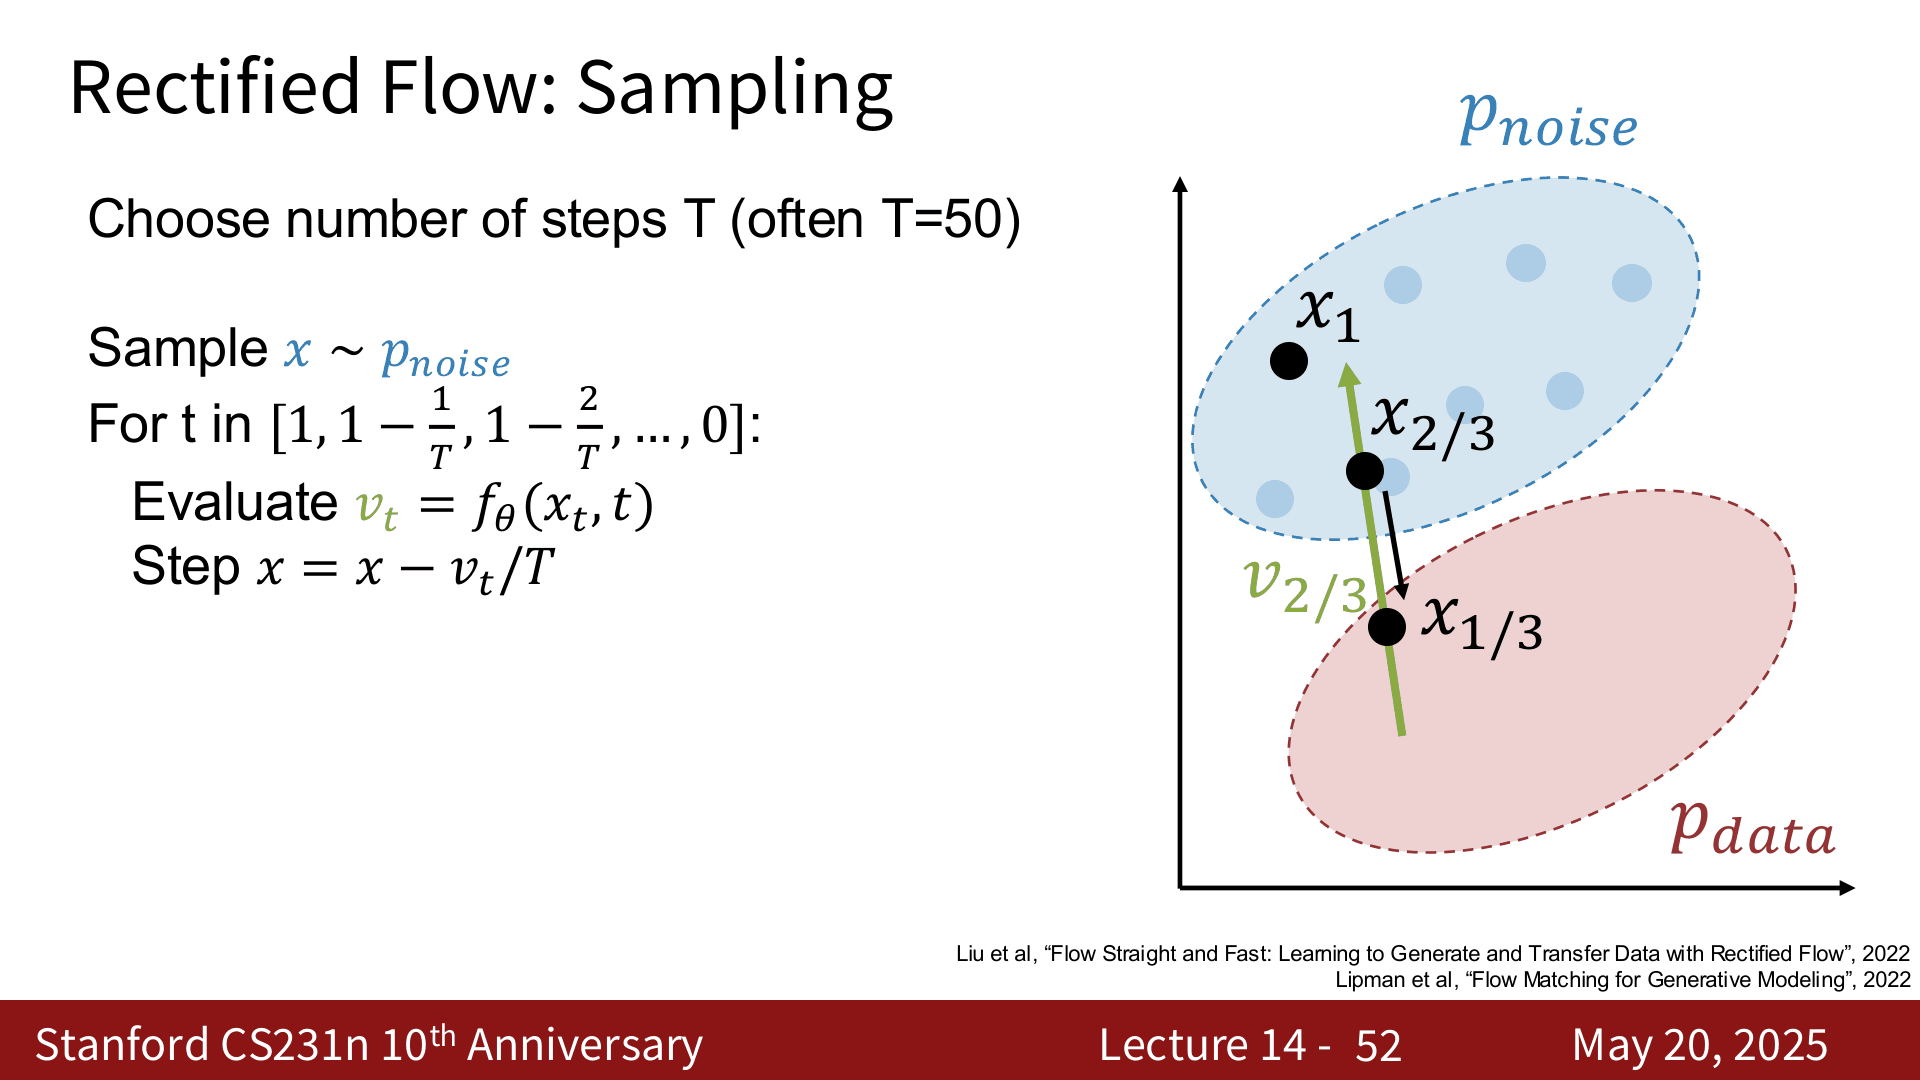 Rectified Flow: Sampling
Choose number of steps T (often T=50)
Sample x ~ p_noise
For t in [1, 1 − 1/T, 1 − 2/T, …, 0]:
Evaluate v_t = f_θ(x_t, t)
Step x = x − v_t/T
p_noise
x_1
x_2/3
v_2/3
x_1/3
p_data
Liu et al, “Flow Straight and Fast: Learning to Generate and Transfer Data with Rectified Flow”, 2022
Lipman et al, “Flow Matching for Generative Modeling”, 2022
Stanford CS231n 10th Anniversary
Lecture 14 - 52
May 20, 2025